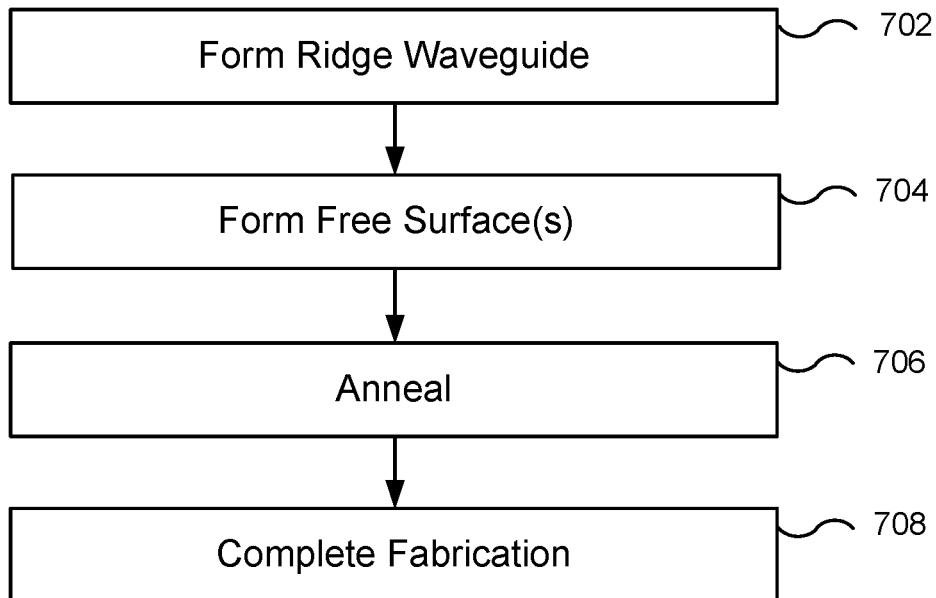 Form Ridge Waveguide
702
Form Free Surface(s)
704
Anneal
706
Complete Fabrication
708